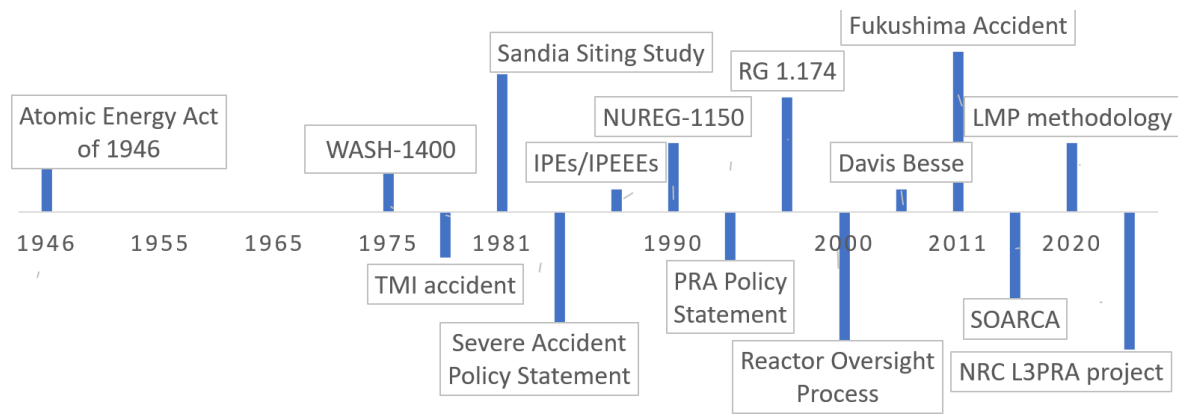 Fukushima Accident
Sandia Siting Study
RG 1.174
Atomic Energy Act
of 1946
NUREG-1150
LMP methodology
WASH-1400
IPEs/IPEEEs
Davis Besse
1946 1955 1965 1975 1981 1990 2000 2011 2020
TMI accident
PRA Policy
Statement
SOARCA
Severe Accident
Policy Statement
Reactor Oversight
Process
NRC L3PRA project